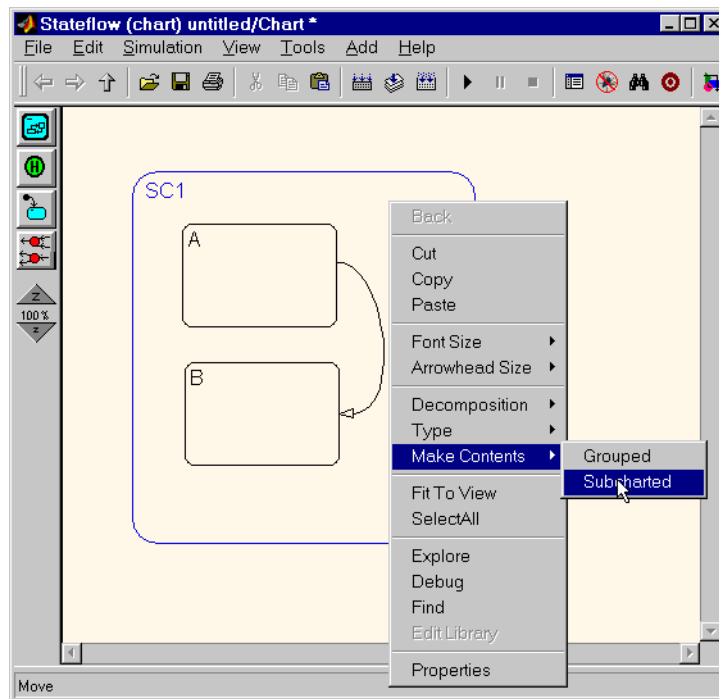 Stateflow (chart) untitled/Chart *
File Edit Simulation View Tools Add Help
H
SC1
A
B
Z
100 %
z
Back
Cut
Copy
Paste
Font Size
Arrowhead Size
Decomposition
Type
Make Contents
Grouped
Subcharted
Fit To View
SelectAll
Explore
Debug
Find
Edit Library
Properties
Move